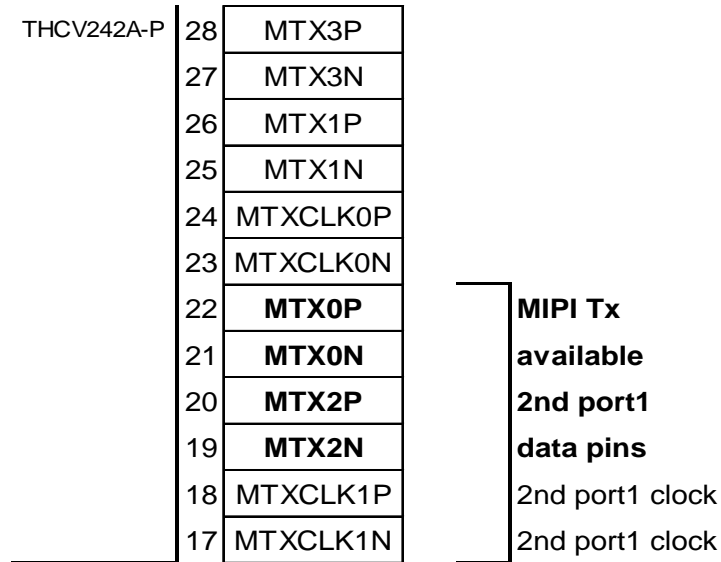 THCV242A-P 28 MTX3P
27 MTX3N
26 MTX1P
25 MTX1N
24 MTXCLK0P
23 MTXCLK0N
22 MTX0P MIPI Tx
21 MTX0N available
20 MTX2P 2nd port1
19 MTX2N data pins
18 MTXCLK1P 2nd port1 clock
17 MTXCLK1N 2nd port1 clock